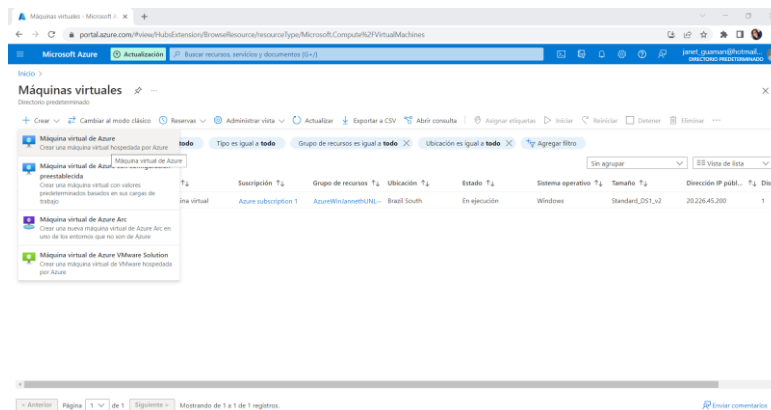 Máquinas virtuales - Microsoft A
portal.azure.com/#view/HubsExtension/BrowseResource/resourceType/Microsoft.Compute%2FVirtualMachines
Microsoft Azure
Actualización
Buscar recursos, servicios y documentos (G+/)
janet_guaman@hotmail...
DIRECTORIO PREDETERMINADO
Inicio >
Máquinas virtuales
Directorio predeterminado
Crear
Cambiar al modo clásico
Reservas
Administrar vista
Actualizar
Exportar a CSV
Abrir consulta
Asignar etiquetas
Iniciar
Reiniciar
Detener
Eliminar
Máquina virtual de Azure
Crear una máquina virtual hospedada por Azure
Máquina virtual de Azure
Máquina virtual de Azure con configuración
preestablecida
Crear una máquina virtual con valores
predeterminados basados en sus cargas de
trabajo
Máquina virtual de Azure Arc
Crear una nueva máquina virtual de Azure Arc en
uno de los entornos que no son de Azure
Máquina virtual de Azure VMware Solution
Crear una máquina virtual de VMware hospedada
por Azure
todo
Tipo es igual a todo
Grupo de recursos es igual a todo
Ubicación es igual a todo
Agregar filtro
Sin agrupar
Vista de lista
Suscripción
Grupo de recursos
Ubicación
Estado
Sistema operativo
Tamaño
Dirección IP públ...
Dis
ina virtual
Azure subscription 1
AzureWinJannethUNL
Brazil South
En ejecución
Windows
Standard_DS1_v2
20.226.45.200
1
< Anterior
Página 1 de 1
Siguiente >
Mostrando de 1 a 1 de 1 registros.
Enviar comentarios